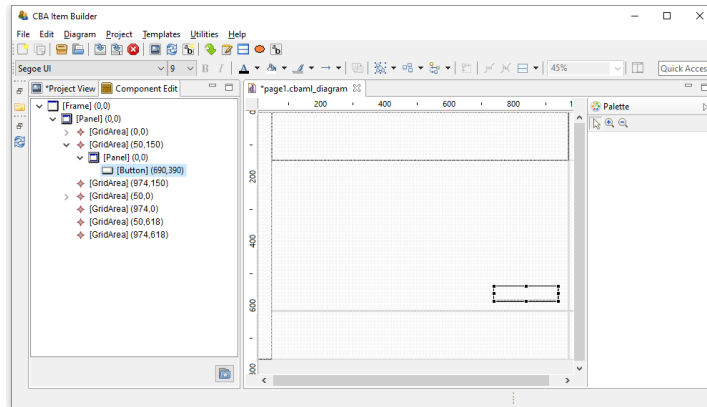 CBA Item Builder
File Edit Diagram Project Templates Utilities Help
Segoe UI 9 B I A 45% Quick Acces
*Project View Component Edit
*page1.cbaml_diagram
[Frame] (0,0)
[Panel] (0,0)
[GridArea] (0,0)
[GridArea] (50,150)
[Panel] (0,0)
[Button] (690,390)
[GridArea] (974,150)
[GridArea] (50,0)
[GridArea] (974,0)
[GridArea] (50,618)
[GridArea] (974,618)
0 200 400 600 800 1
0
200
400
600
800
Palette